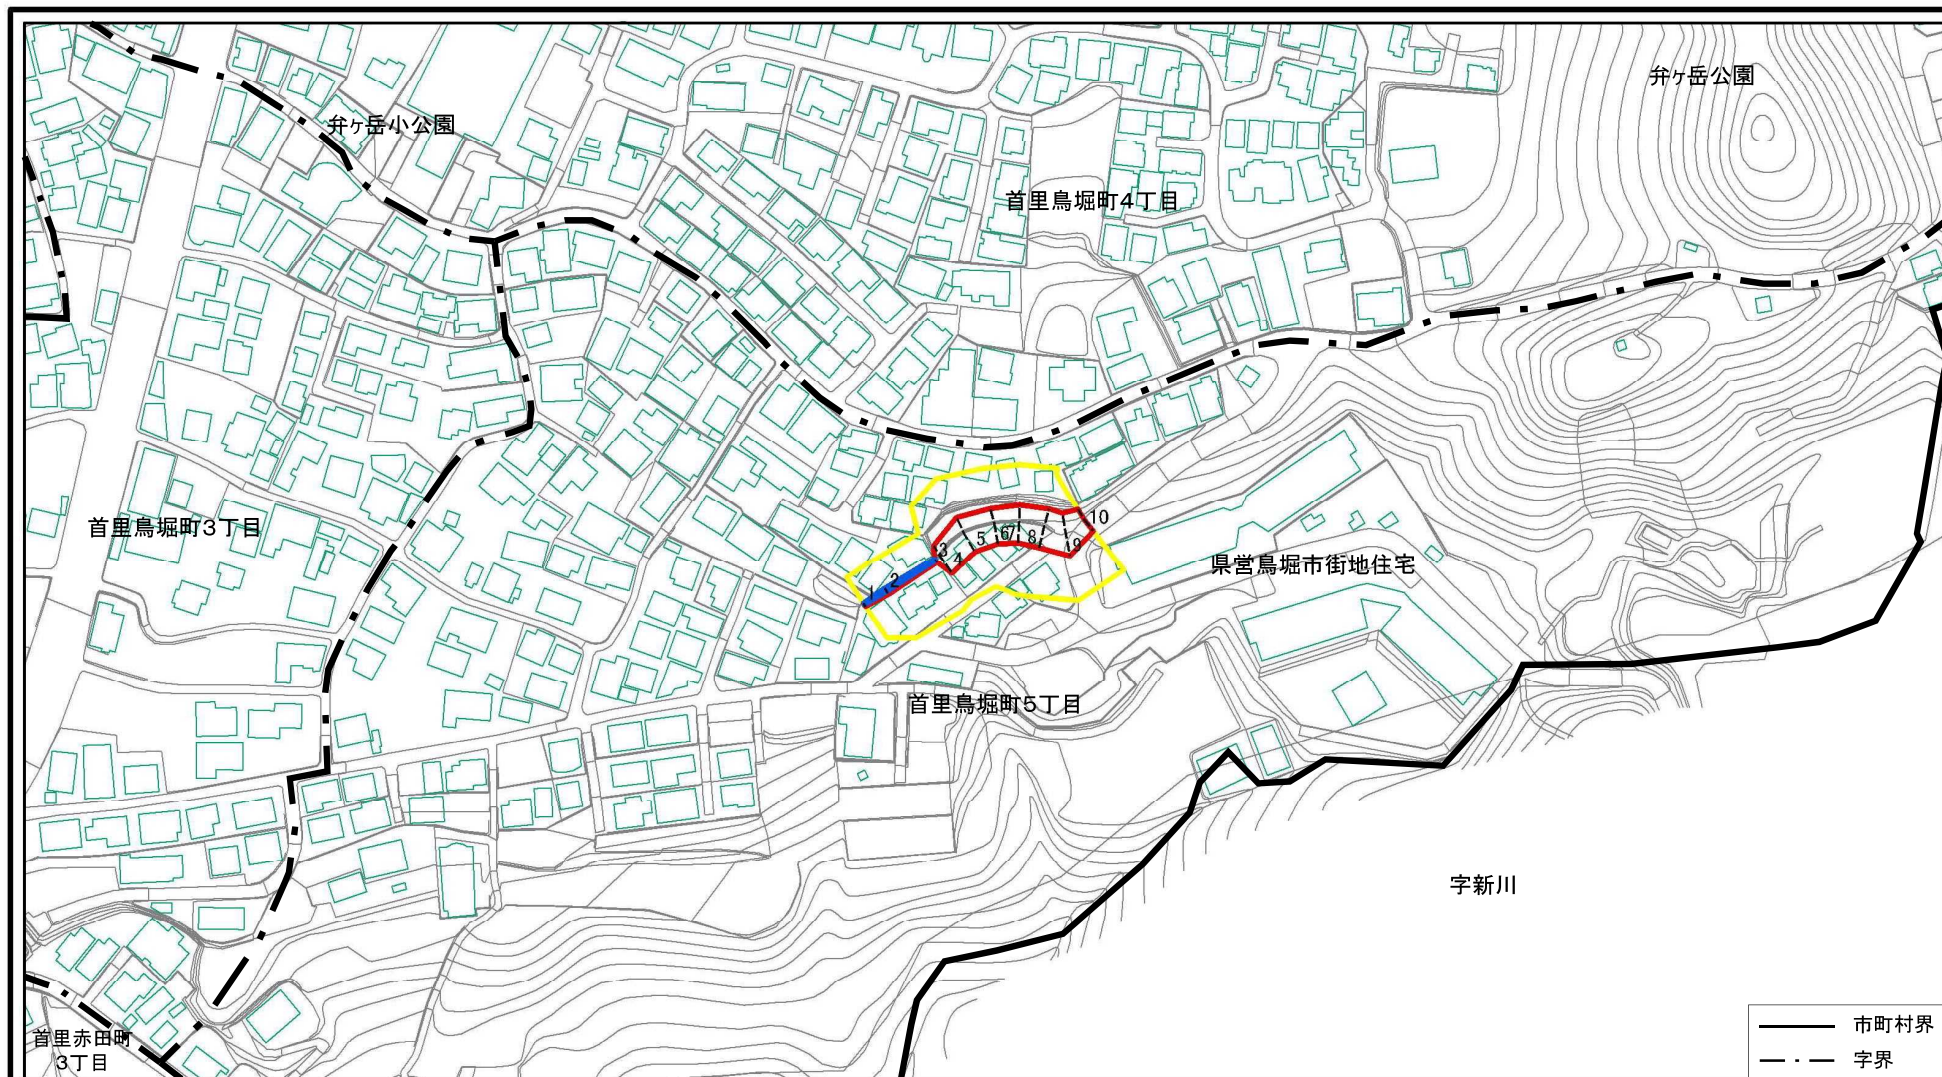 弁ヶ岳公園
弁ヶ岳小公園
首里鳥堀町4丁目
首里鳥堀町3丁目
10
3
5
6
7
8
9
4
2
1
県営鳥堀市街地住宅
首里鳥堀町5丁目
字新川
首里赤田町
3丁目
市町村界
字界